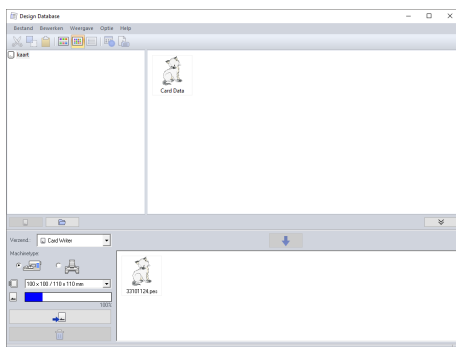 Design Database
Bestand Bewerken Weergave Optie Help
kaart
Card Data
Verzend: Card Writer
Machinetype
100 x 100 / 110 x 110 mm
100%
33181124.pes